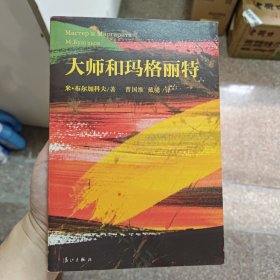 Мастер и Маргарита
М.Булгаков
大师和玛格丽特
米·布尔加科夫/著 曹国维 戴骢/译
漓江出版社